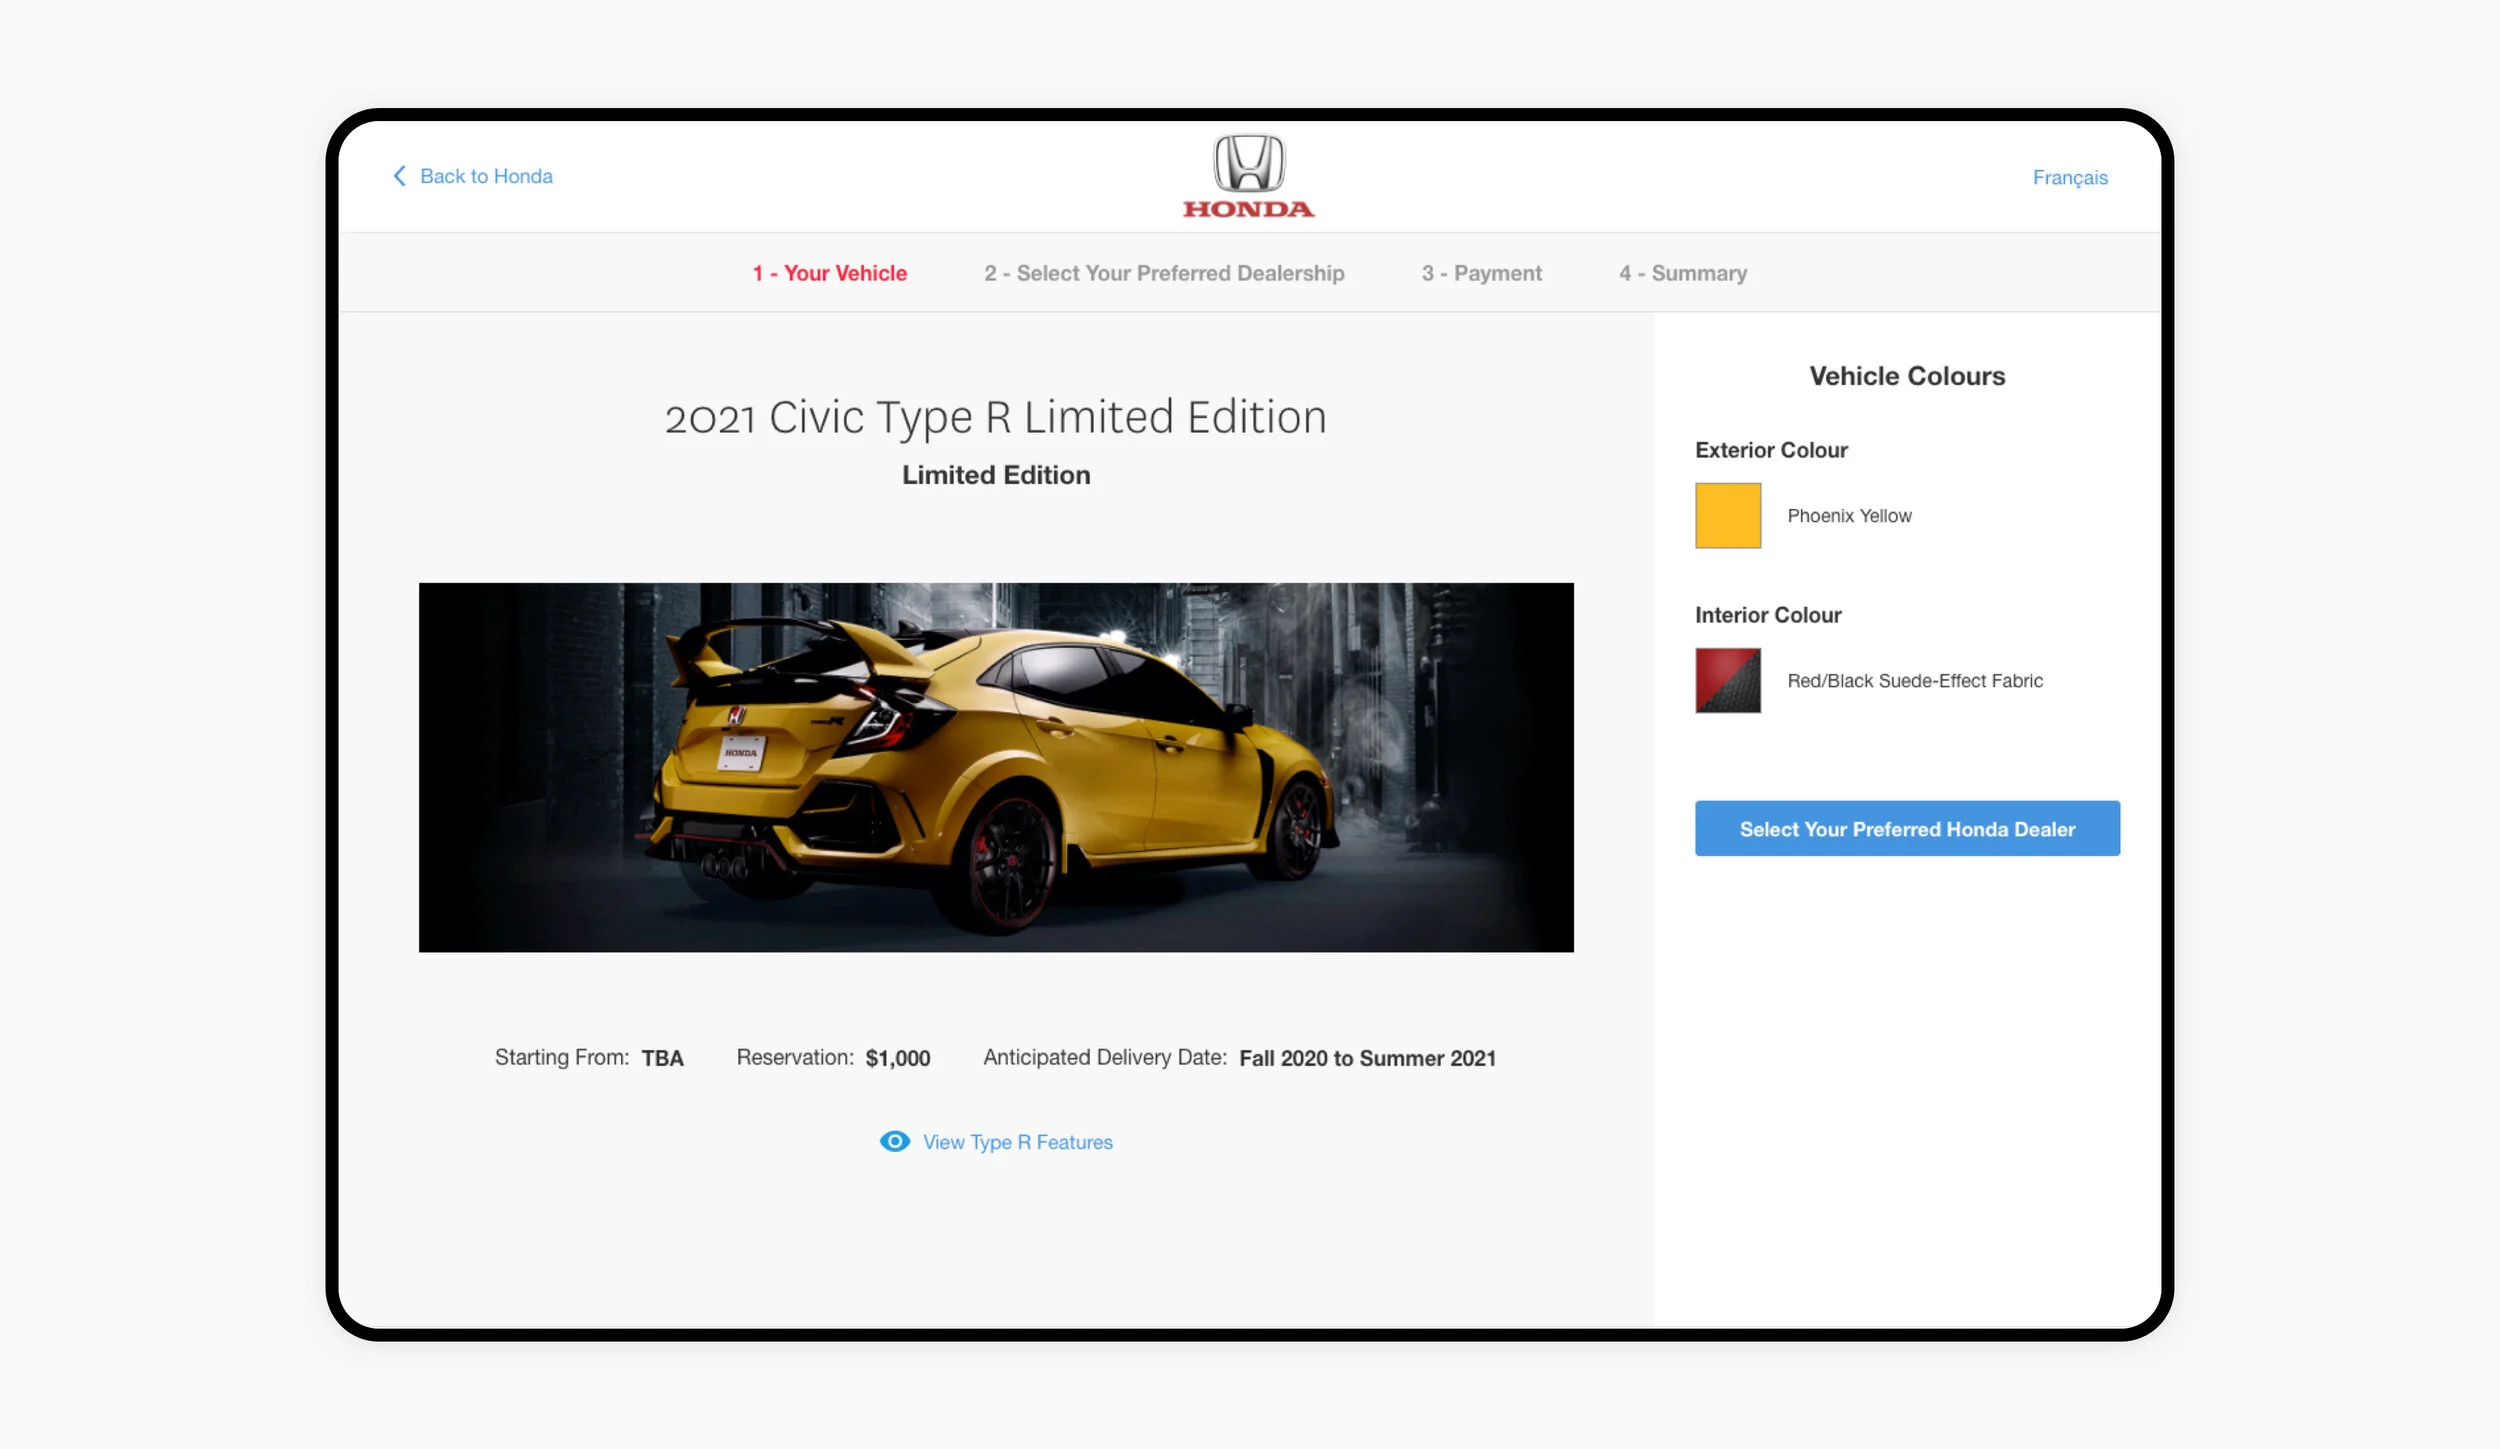 Back to Honda
HONDA
Français
1 - Your Vehicle
2 - Select Your Preferred Dealership
3 - Payment
4 - Summary
2021 Civic Type R Limited Edition
Limited Edition
TYPE R
HONDA
Starting From: TBA
Reservation: $1,000
Anticipated Delivery Date: Fall 2020 to Summer 2021
View Type R Features
Vehicle Colours
Exterior Colour
Phoenix Yellow
Interior Colour
Red/Black Suede-Effect Fabric
Select Your Preferred Honda Dealer